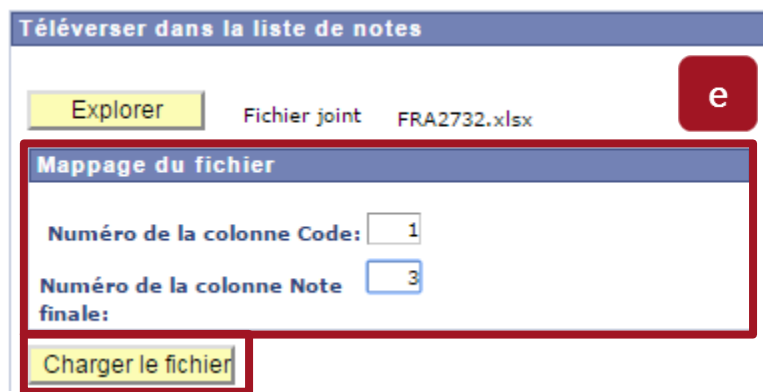 Téléverser dans la liste de notes
e
Explorer Fichier joint FRA2732.xlsx
Mappage du fichier
Numéro de la colonne Code: 1
Numéro de la colonne Note 3
finale:
Charger le fichier